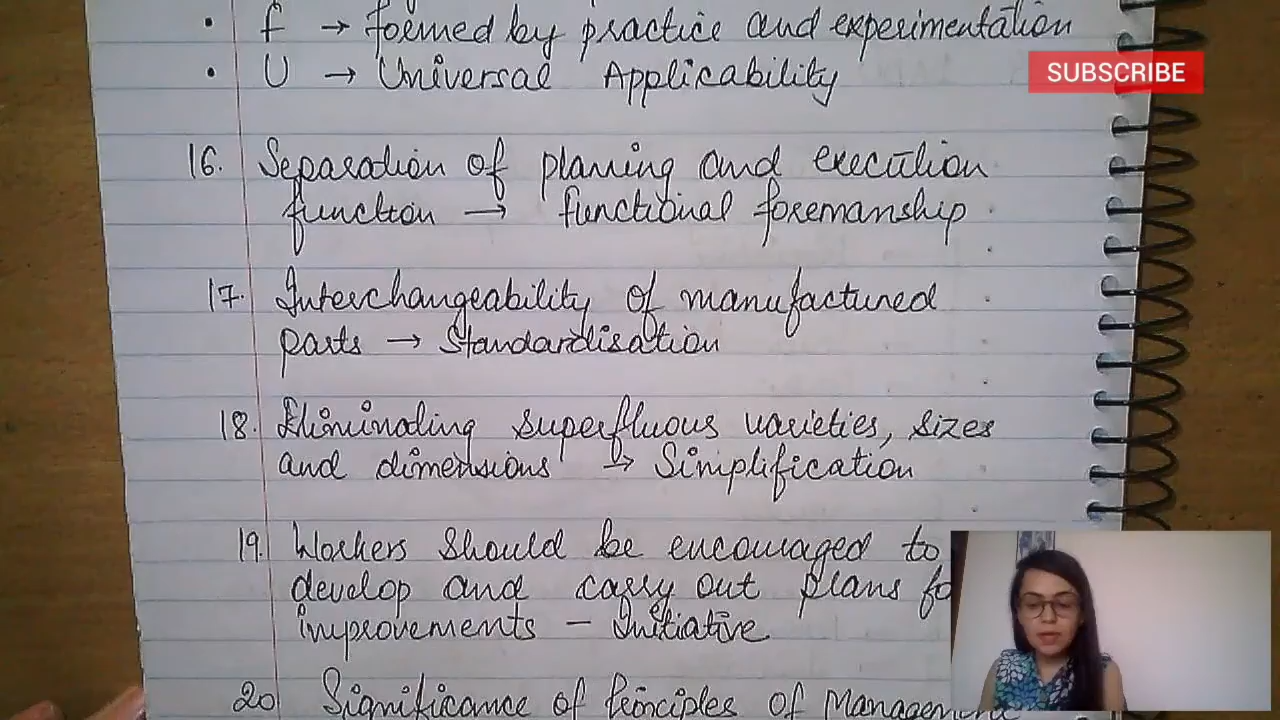 • F → formed by practice and experimentation
• U → Universal Applicability
SUBSCRIBE
16. Separation of planning and execution
function → functional foremanship
17. Interchangeability of manufactured
parts → Standardisation
18. Eliminating superfluous varieties, sizes
and dimensions → Simplification
19. Workers should be encouraged to
develop and carry out plans
improvements – Initiative
20 Significance of Principles of Management